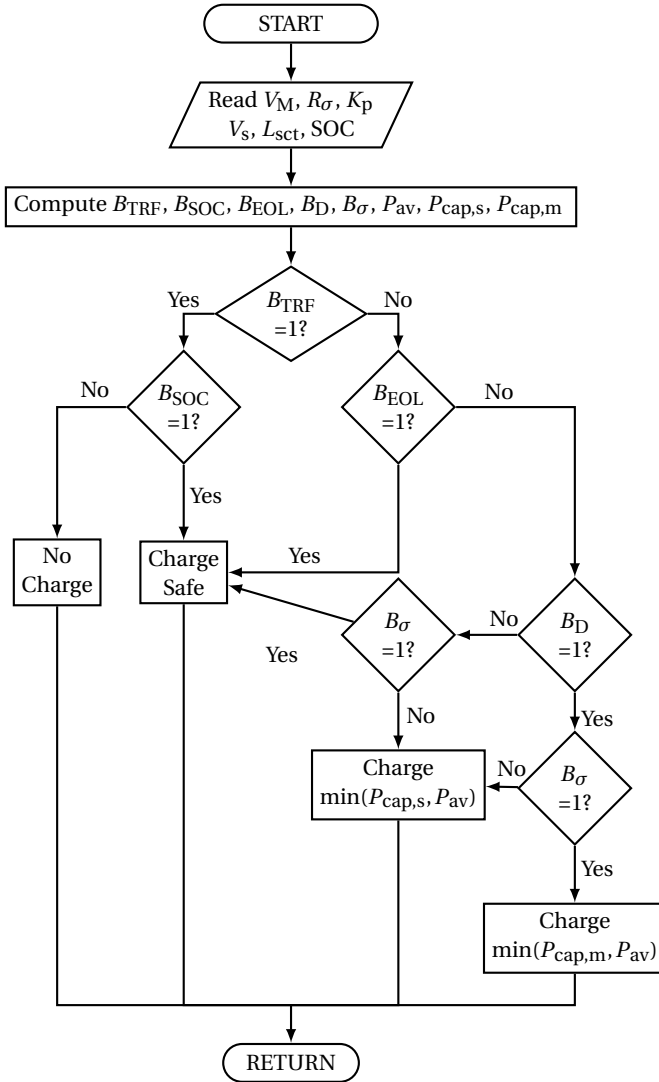 START
Read V_M, R_σ, K_p
V_s, L_sct, SOC
Compute B_TRF, B_SOC, B_EOL, B_D, B_σ, P_av, P_cap,s, P_cap,m
Yes
B_TRF
=1?
No
No
B_SOC
=1?
B_EOL
=1?
No
Yes
No
Charge
Charge
Safe
Yes
B_σ
=1?
No
B_D
=1?
Yes
No
Yes
Charge
min(P_cap,s, P_av)
No
B_σ
=1?
Yes
Charge
min(P_cap,m, P_av)
RETURN